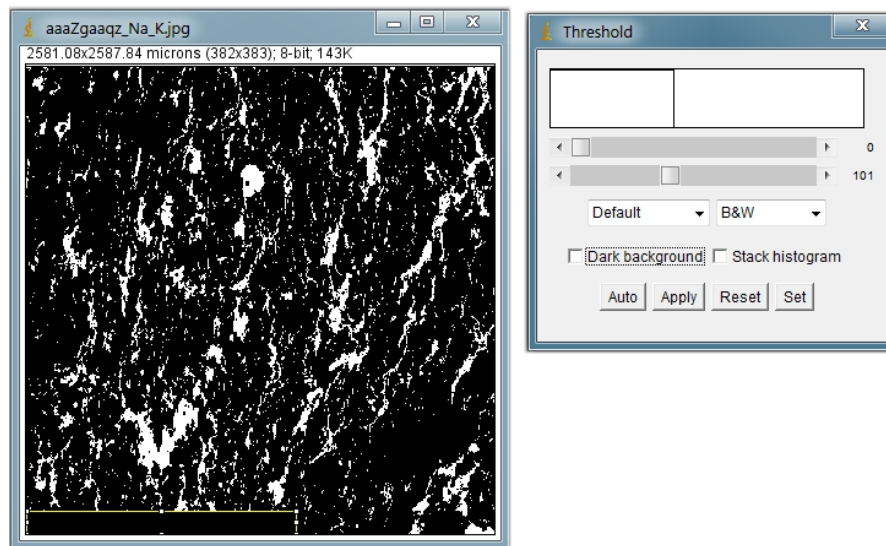 aaaZgaaqz_Na_K.jpg
2581.08x2587.84 microns (382x383); 8-bit; 143K
Threshold
0
101
Default B&W
Dark background Stack histogram
Auto Apply Reset Set